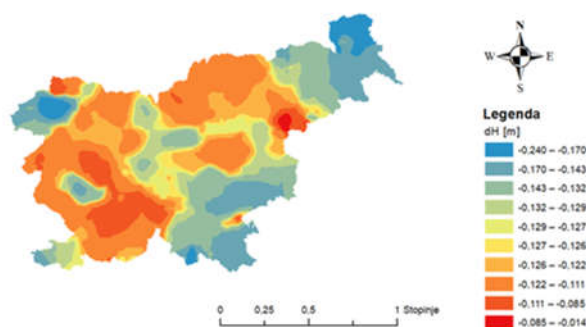 N
W E
S
Legenda
dH [m]
-0,240 – -0,170
-0,170 – -0,143
-0,143 – -0,132
-0,132 – -0,129
-0,129 – -0,127
-0,127 – -0,126
-0,126 – -0,122
-0,122 – -0,111
-0,111 – -0,085
-0,085 – -0,014
0 0,25 0,5 1 Stopinje